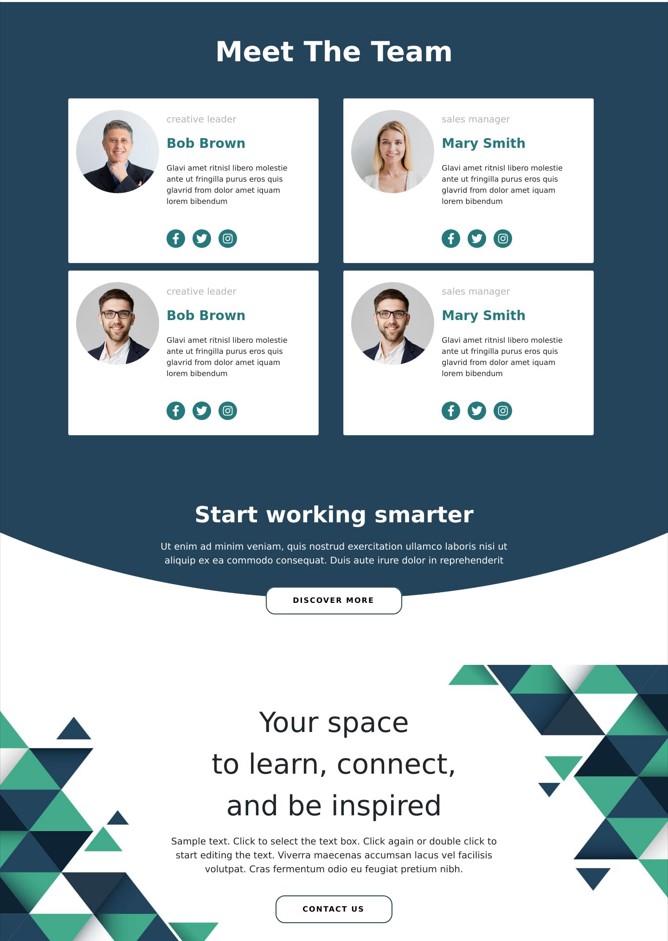 Meet The Team
creative leader
Bob Brown
Glavi amet ritnisl libero molestie
ante ut fringilla purus eros quis
glavrid from dolor amet iquam
lorem bibendum
sales manager
Mary Smith
Glavi amet ritnisl libero molestie
ante ut fringilla purus eros quis
glavrid from dolor amet iquam
lorem bibendum
creative leader
Bob Brown
Glavi amet ritnisl libero molestie
ante ut fringilla purus eros quis
glavrid from dolor amet iquam
lorem bibendum
sales manager
Mary Smith
Glavi amet ritnisl libero molestie
ante ut fringilla purus eros quis
glavrid from dolor amet iquam
lorem bibendum
Start working smarter
Ut enim ad minim veniam, quis nostrud exercitation ullamco laboris nisi ut
aliquip ex ea commodo consequat. Duis aute irure dolor in reprehenderit
DISCOVER MORE
Your space
to learn, connect,
and be inspired
Sample text. Click to select the text box. Click again or double click to
start editing the text. Viverra maecenas accumsan lacus vel facilisis
volutpat. Cras fermentum odio eu feugiat pretium nibh.
CONTACT US